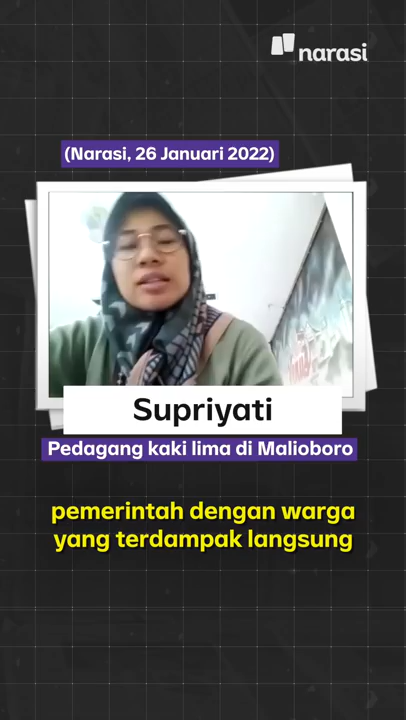 narasi
(Narasi, 26 Januari 2022)
Supriyati
Pedagang kaki lima di Malioboro
pemerintah dengan warga
yang terdampak langsung